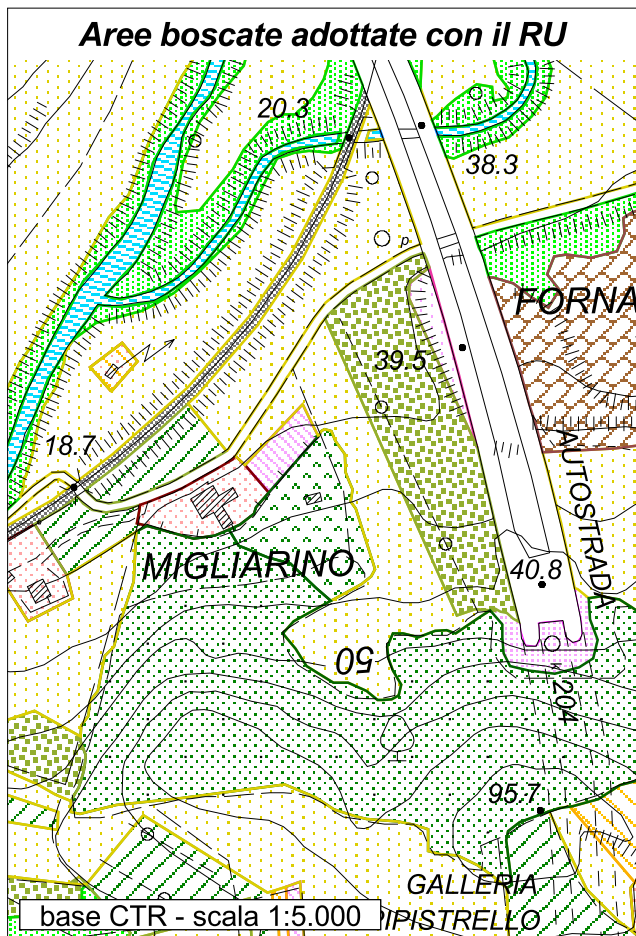 Aree boscate adottate con il RU
20.3
38.3
p
FORNA
39.5
18.7
AUTOSTRADA
MIGLIARINO
40.8
50
K 204
95.7
GALLERIA
PIPISTRELLO
base CTR - scala 1:5.000